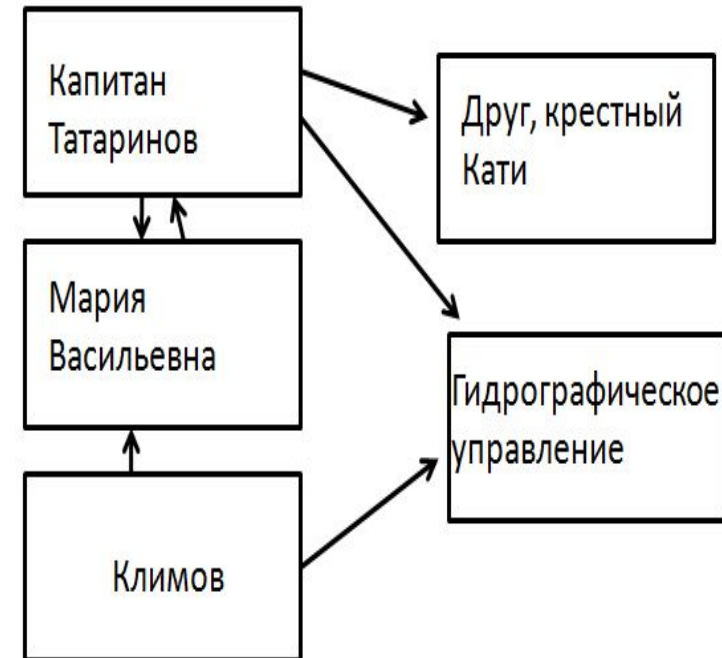 Капитан
Татаринов
Друг, крестный
Кати
Мария
Васильевна
Гидрографическое
управление
Климов